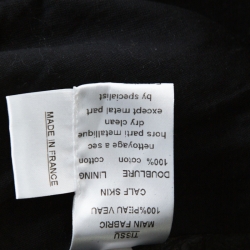 TISSU
MAIN FABRIC
100%PEAU VEAU
CALF SKIN
DOUBLURE LINING
100% coton cotton
nettoyage a sec
hors parti metallique
dry clean
except metal part
by specialist
MADE IN FRANCE